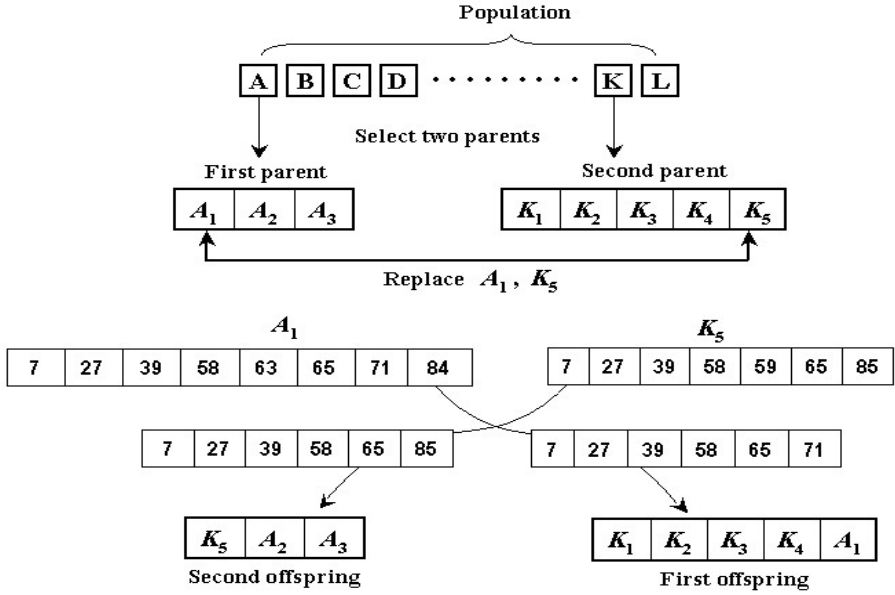 Population
A B C D · · · · · · · · · · K L
Select two parents
First parent Second parent
A1 A2 A3 K1 K2 K3 K4 K5
Replace A1 , K5
A1 K5
7 27 39 58 63 65 71 84 7 27 39 58 59 65 85
7 27 39 58 65 85 7 27 39 58 65 71
K5 A2 A3 K1 K2 K3 K4 A1
Second offspring First offspring